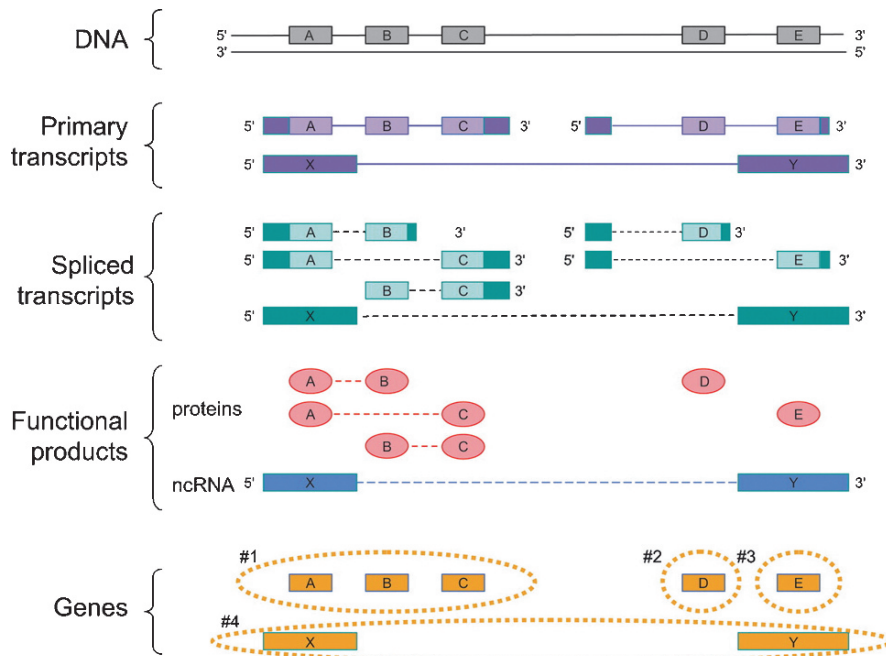 DNA
5' A B C D E 3'
3' 5'
Primary
transcripts
5' A B C 3' 5' D E 3'
5' X Y 3'
Spliced
transcripts
5' A B 3' 5' D 3'
5' A C 3' 5' E 3'
B C 3'
5' X Y 3'
Functional
products
proteins
A B D
A C E
B C
ncRNA
5' X Y 3'
Genes
#1 #2 #3
A B C D E
#4
X Y